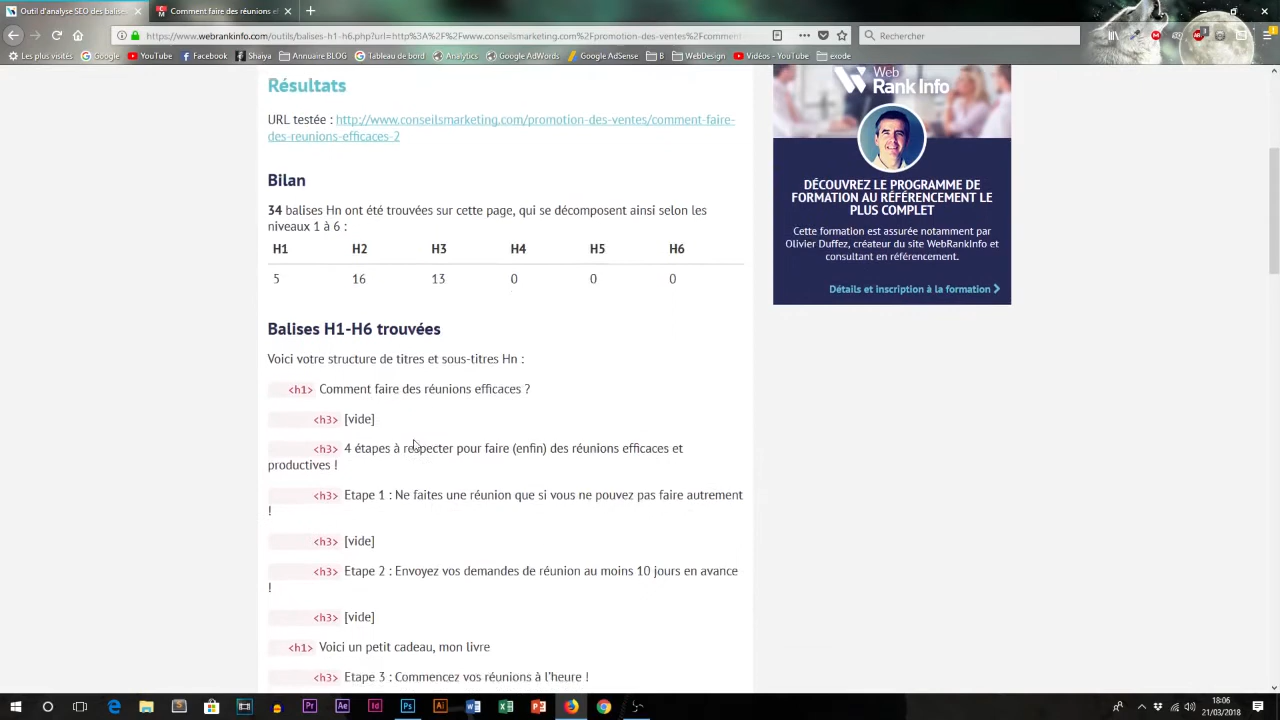 Outil d'analyse SEO des balises
Comment faire des réunions ef
https://www.webrankinfo.com/outils/balises-h1-h6.php?url=http%3A%2F%2Fwww.conseilsmarketing.com%2Fpromotion-des-ventes%2Fcomment
Rechercher
Les plus visités
Google
YouTube
Facebook
Shaiya
Annuaire BLOG
Tableau de bord
Google Analytics
Google AdWords
Google AdSense
B
WebDesign
Vidéos - YouTube
exode
Résultats
URL testée : http://www.conseilsmarketing.com/promotion-des-ventes/comment-faire-
des-reunions-efficaces-2
Bilan
34 balises Hn ont été trouvées sur cette page, qui se décomposent ainsi selon les
niveaux 1 à 6 :
H1 H2 H3 H4 H5 H6
5 16 13 0 0 0
Balises H1-H6 trouvées
Voici votre structure de titres et sous-titres Hn :
<h1> Comment faire des réunions efficaces ?
<h3> [vide]
<h3> 4 étapes à respecter pour faire (enfin) des réunions efficaces et
productives !
<h3> Etape 1 : Ne faites une réunion que si vous ne pouvez pas faire autrement
!
<h3> [vide]
<h3> Etape 2 : Envoyez vos demandes de réunion au moins 10 jours en avance
!
<h3> [vide]
<h1> Voici un petit cadeau, mon livre
<h3> Etape 3 : Commencez vos réunions à l'heure !
Web
Rank Info
DÉCOUVREZ LE PROGRAMME DE
FORMATION AU RÉFÉRENCEMENT LE
PLUS COMPLET
Cette formation est assurée notamment par
Olivier Duffez, créateur du site WebRankInfo et
consultant en référencement.
Détails et inscription à la formation
18:06
21/03/2018